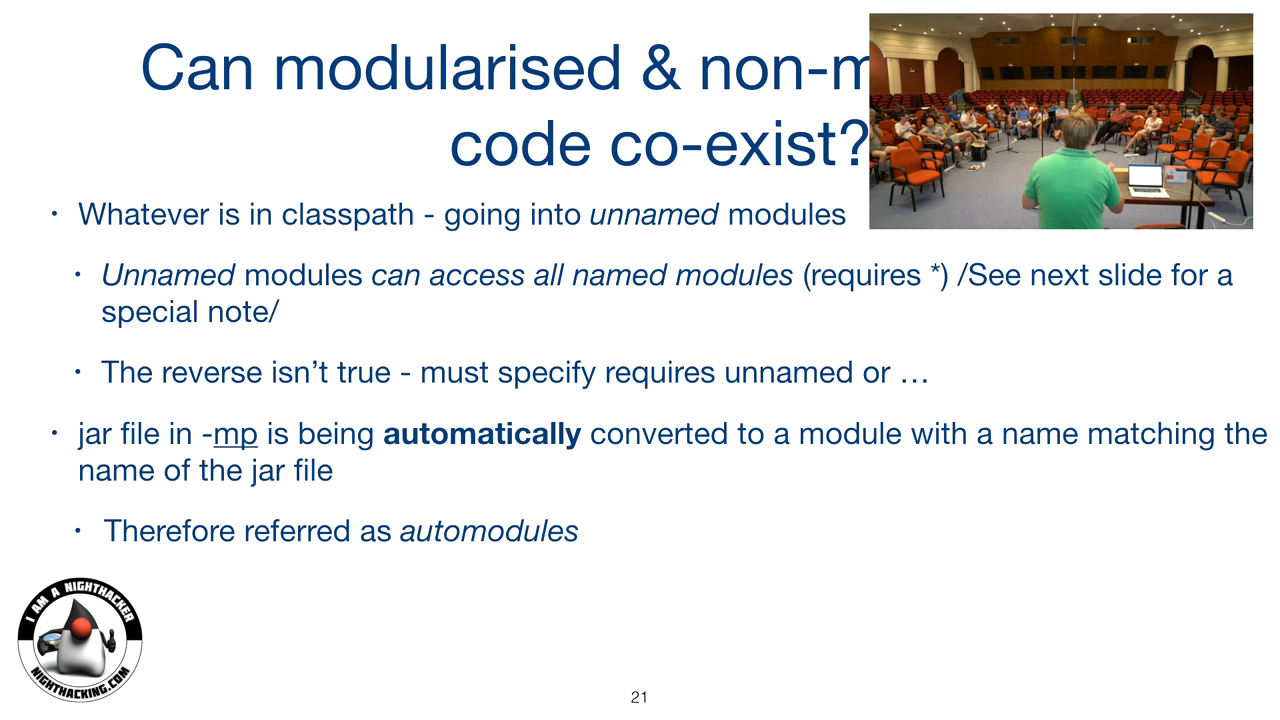 Can modularised & non-m
code co-exist?
• Whatever is in classpath - going into unnamed modules
• Unnamed modules can access all named modules (requires *) /See next slide for a
special note/
• The reverse isn’t true - must specify requires unnamed or …
• jar file in -mp is being automatically converted to a module with a name matching the
name of the jar file
• Therefore referred as automodules
I AM A NIGHTHACKER
NIGHTHACKING.COM
21